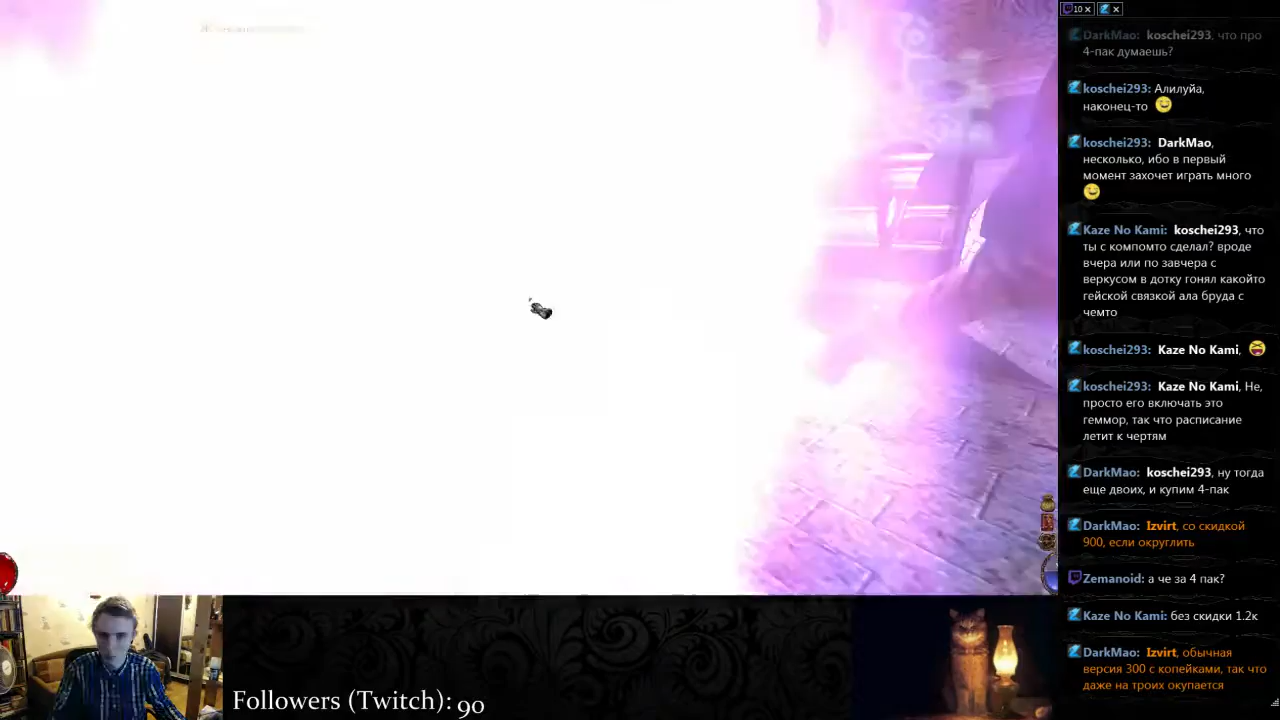 10
DarkMao: koschei293, что про
4-пак думаешь?
koschei293: Алилуйа,
наконец-то
koschei293: DarkMao,
несколько, ибо в первый
момент захочет играть много
Kaze No Kami: koschei293, что
ты с компомто сделал? вроде
вчера или по завчера с
веркусом в дотку гонял какойто
гейской связкой ала бруда с
чемто
koschei293: Kaze No Kami,
koschei293: Kaze No Kami, Не,
просто его включать это
геммор, так что расписание
летит к чертям
DarkMao: koschei293, ну тогда
еще двоих, и купим 4-пак
DarkMao: Izvirt, со скидкой
900, если округлить
Zemanoid: а че за 4 пак?
Kaze No Kami: без скидки 1.2к
DarkMao: Izvirt, обычная
версия 300 с копейками, так что
даже на троих окупается
Followers (Twitch): 90